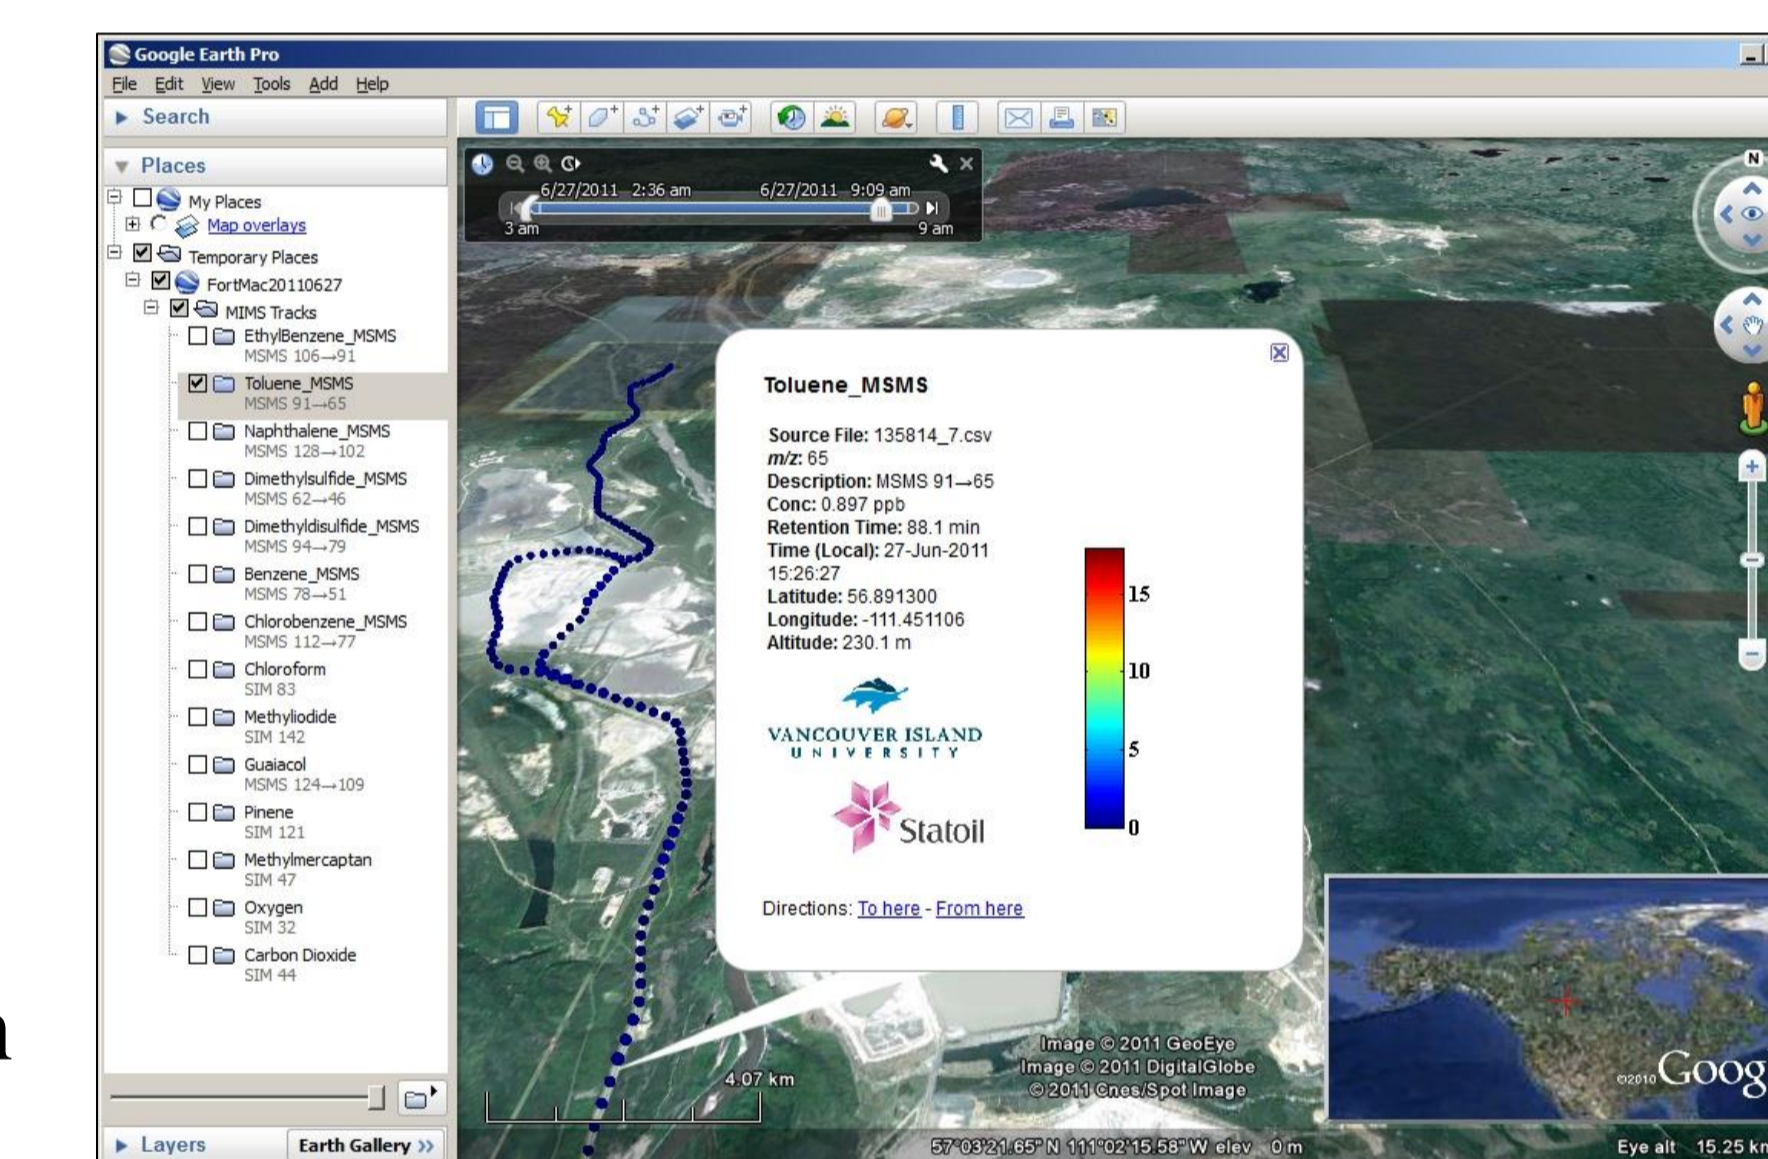 Google Earth Pro
File Edit View Tools Add Help
Search
Places
My Places
Map overlays
Temporary Places
FortMac20110627
MIMS Tracks
EthylBenzene_MSMS
MSMS 106→91
Toluene_MSMS
MSMS 91→65
Naphthalene_MSMS
MSMS 128→102
Dimethylsulfide_MSMS
MSMS 62→46
Dimethyldisulfide_MSMS
MSMS 94→79
Benzene_MSMS
MSMS 78→51
Chlorobenzene_MSMS
MSMS 112→77
Chloroform
SIM 83
Methyliodide
SIM 142
Guaiacol
MSMS 124→109
Pinene
SIM 121
Methylmercaptan
SIM 47
Oxygen
SIM 32
Carbon Dioxide
SIM 44
Layers
Earth Gallery >>
6/27/2011 2:36 am 6/27/2011 9:09 am
3 am 9 am
N
Toluene_MSMS
Source File: 135814_7.csv
m/z: 65
Description: MSMS 91→65
Conc: 0.897 ppb
Retention Time: 88.1 min
Time (Local): 27-Jun-2011
15:26:27
Latitude: 56.891300
Longitude: -111.451106
Altitude: 230.1 m
15
10
5
0
VANCOUVER ISLAND
UNIVERSITY
Statoil
Directions: To here - From here
4.07 km
Image © 2011 GeoEye
Image © 2011 DigitalGlobe
© 2011 Cnes/Spot Image
©2010 Goog
57°03'21.65" N 111°02'15.58" W elev 0 m
Eye alt 15.25 km